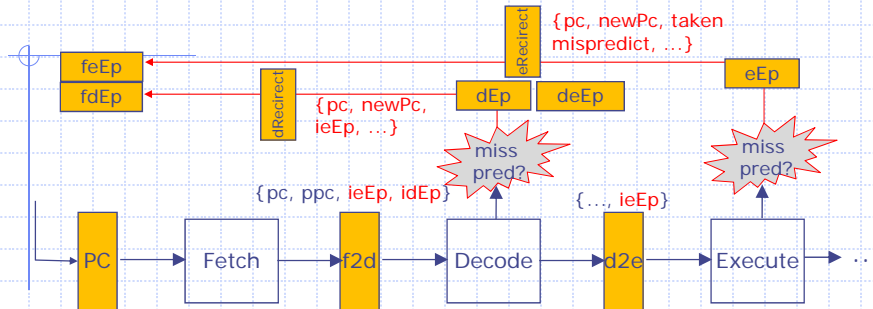 {pc, newPc, taken
mispredict, ...}
eRecirect
feEp
eEp
fdEp
dRecirect
dEp
deEp
{pc, newPc,
ieEp, ...}
miss
pred?
miss
pred?
{pc, ppc, ieEp, idEp}
{..., ieEp}
PC
Fetch
f2d
Decode
d2e
Execute
..